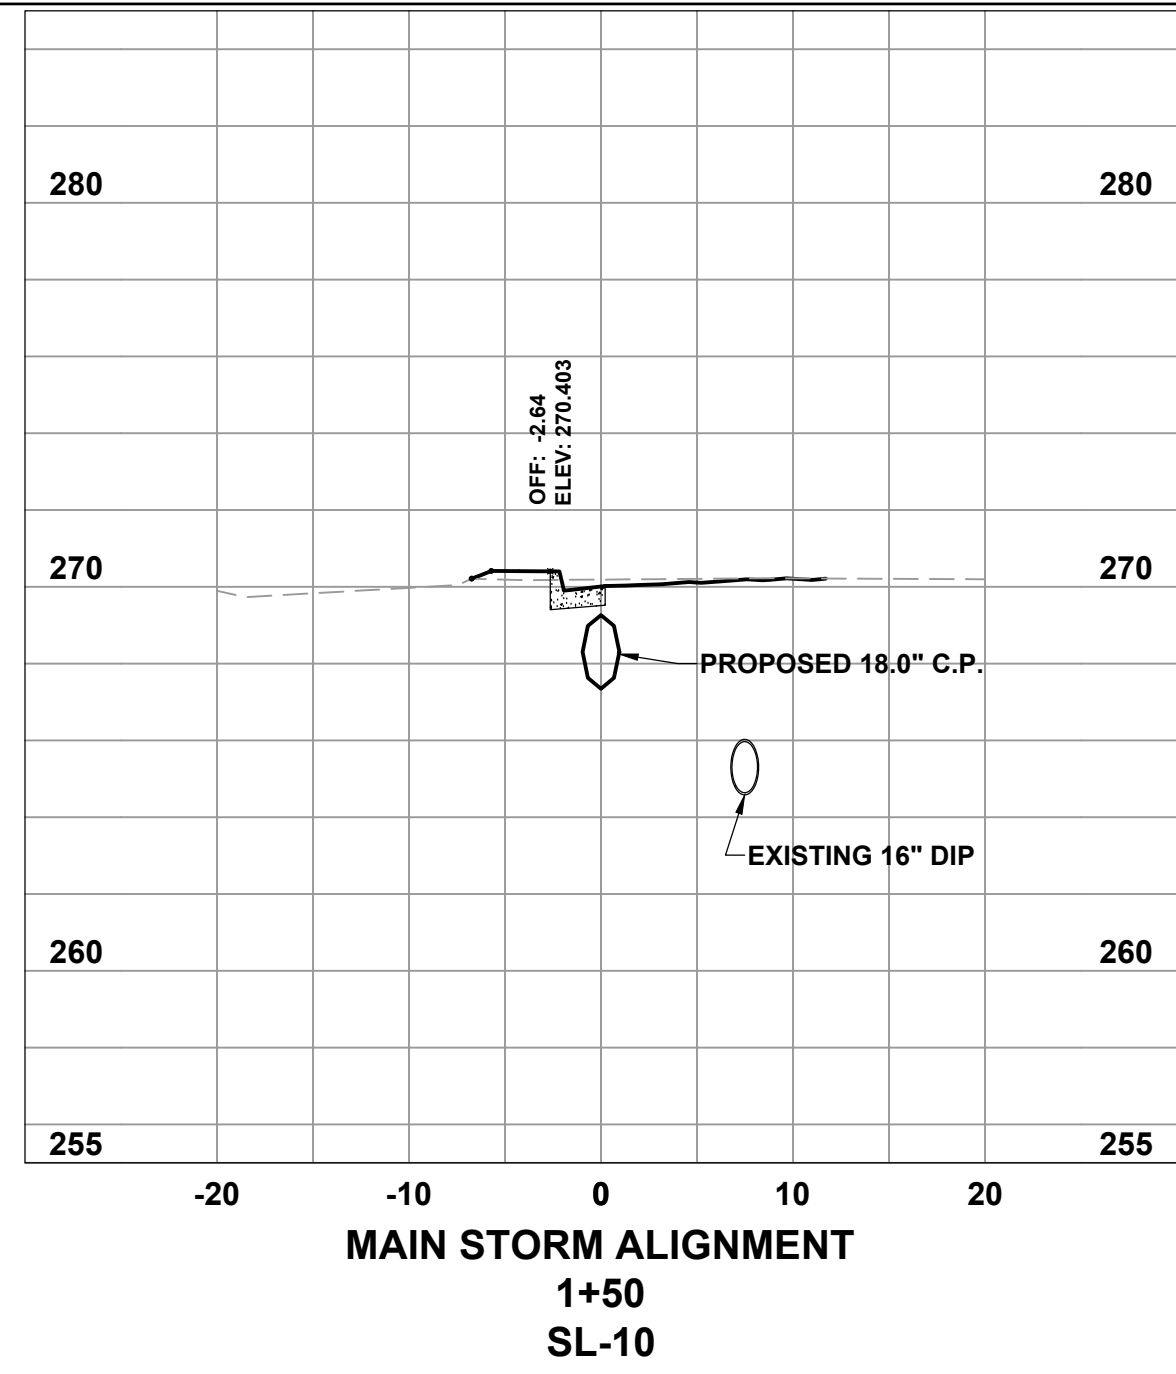 280 280
OFF: -2.64
ELEV: 270.403
270 270
PROPOSED 18.0" C.P.
EXISTING 16" DIP
260 260
255 255
-20 -10 0 10 20
MAIN STORM ALIGNMENT
1+50
SL-10